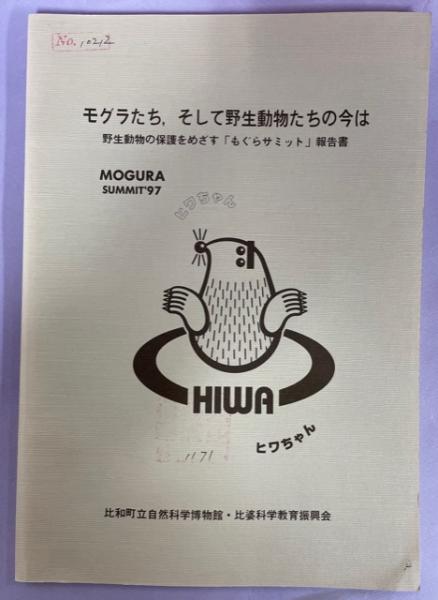 No. 10212
モグラたち，そして野生動物たちの今は
野生動物の保護をめざす「もぐらサミット」報告書
MOGURA
SUMMIT'97
ヒワちゃん
HIWA
ヒワちゃん
1171
比和町立自然科学博物館・比婆科学教育振興会